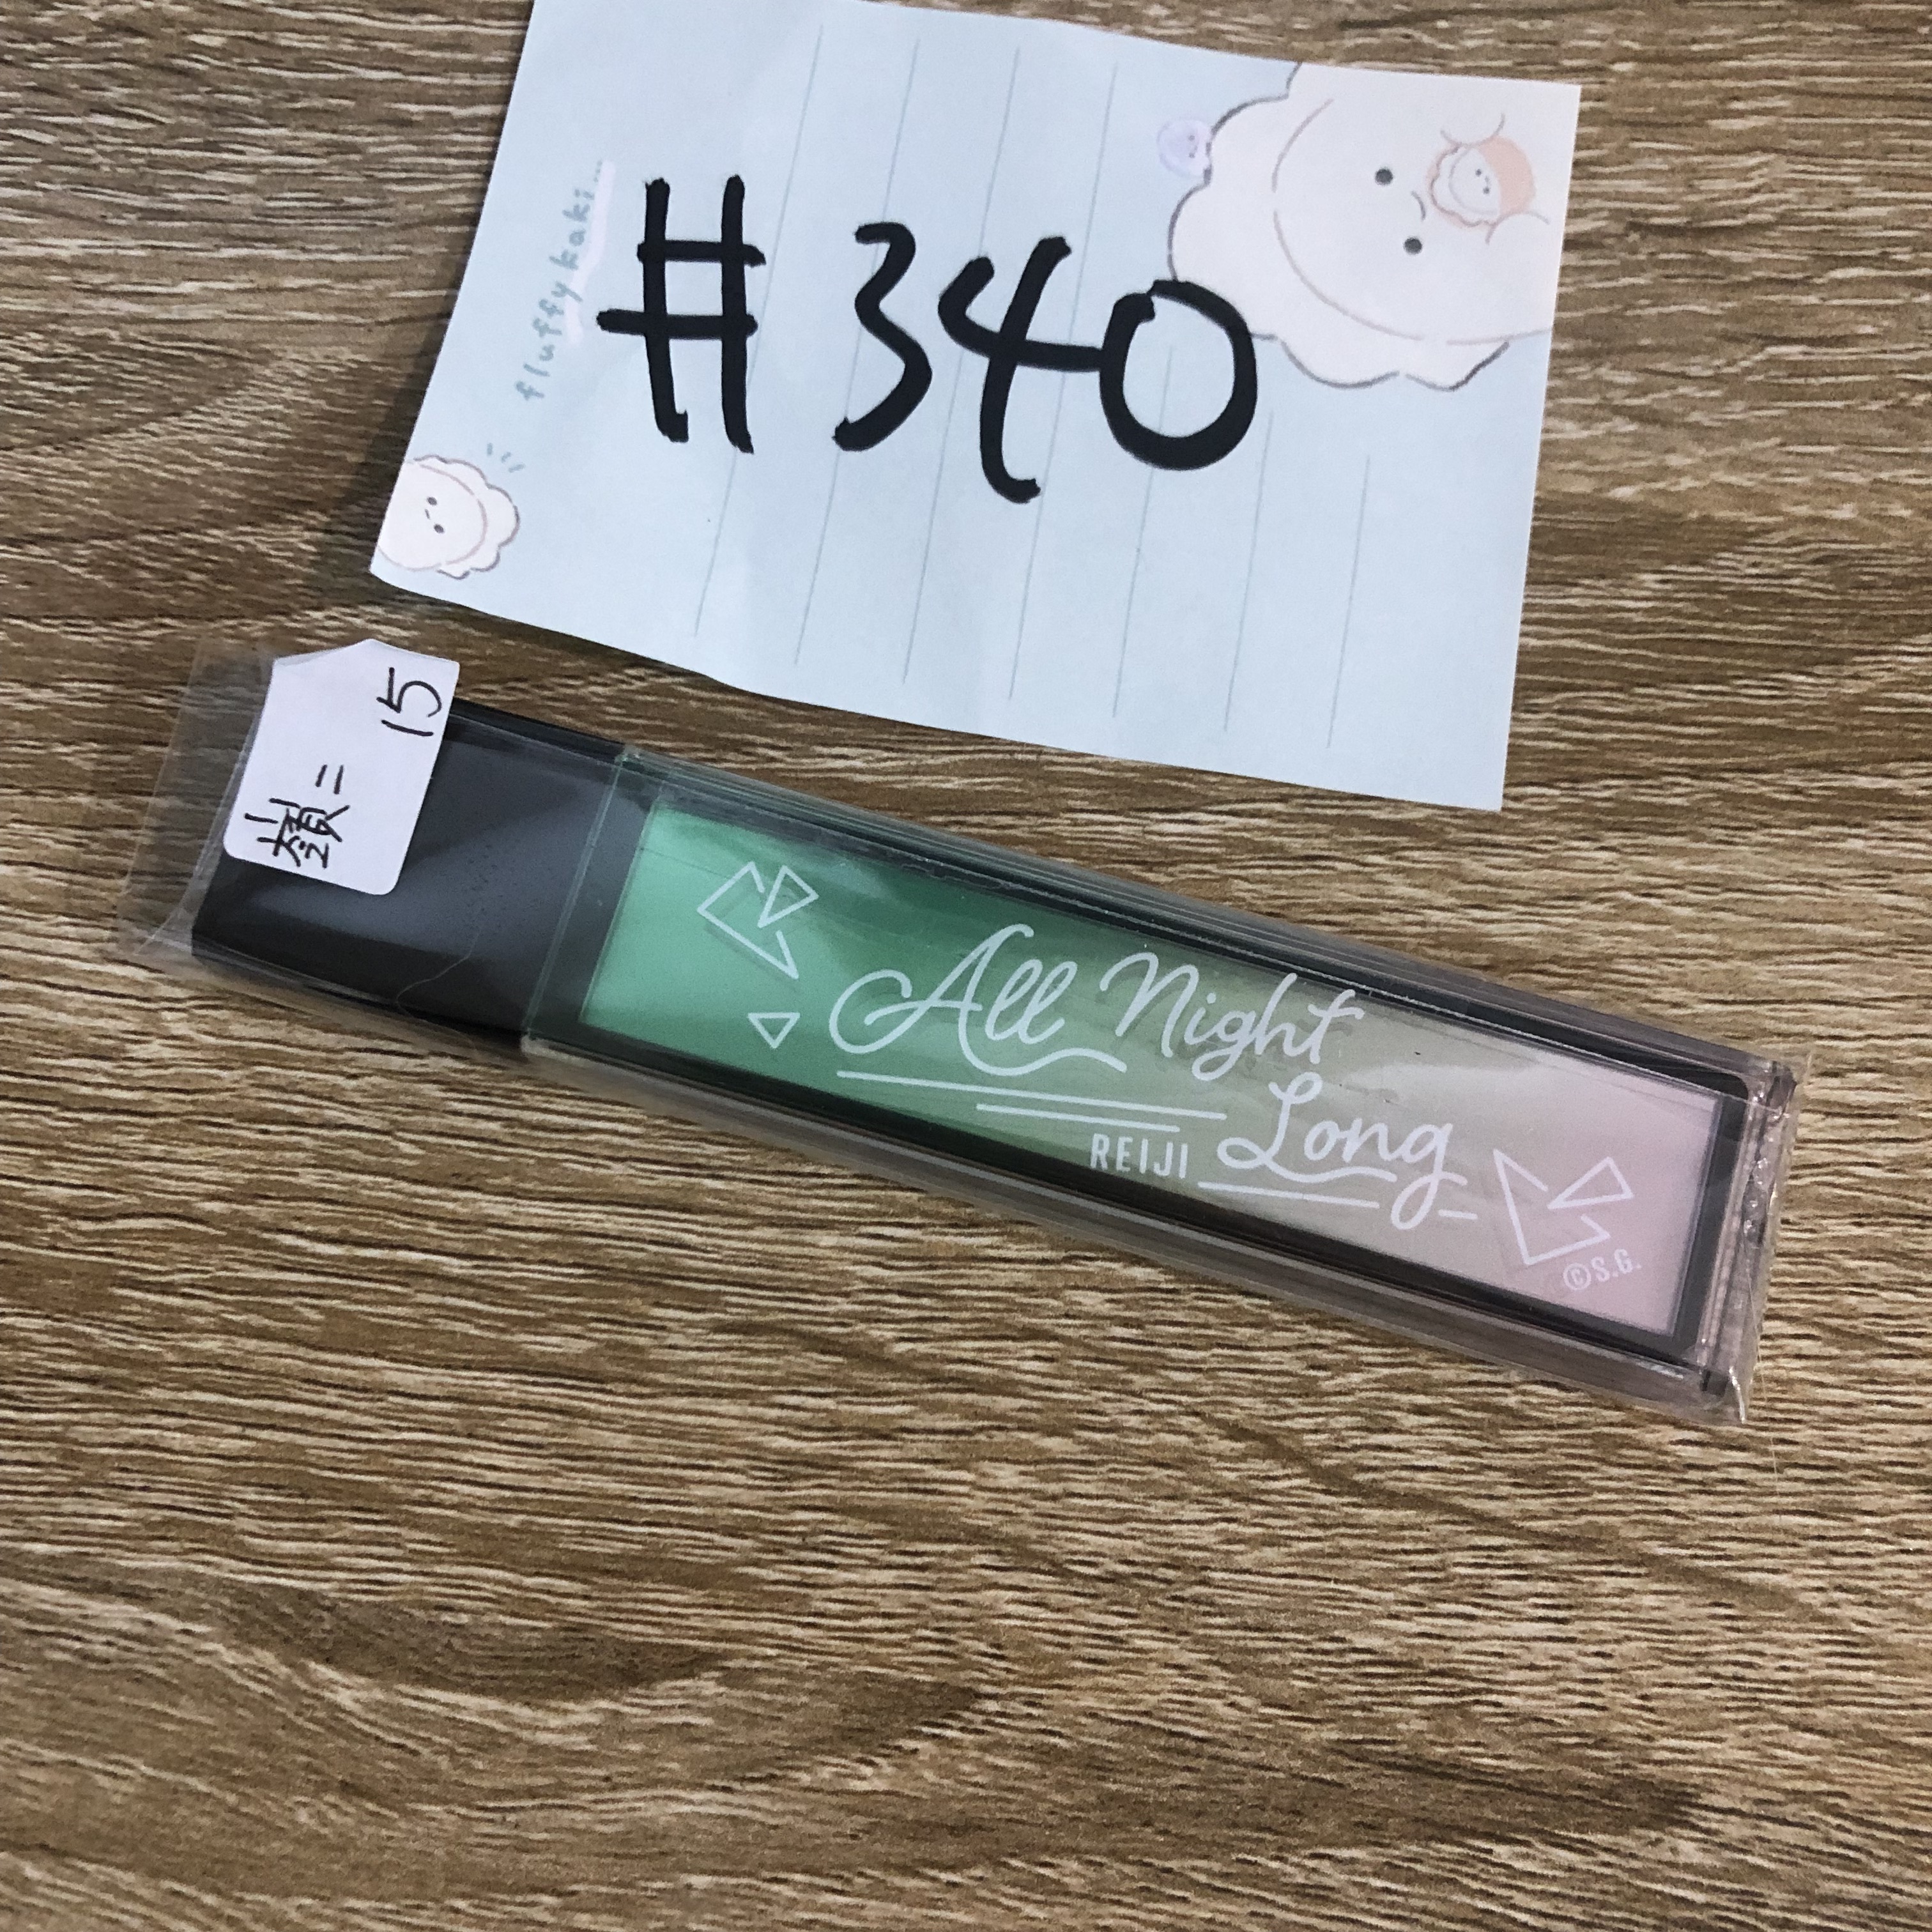 #340
fluffy kaki...
嶺二
15
All Night
Long
REIJI
©S.G.